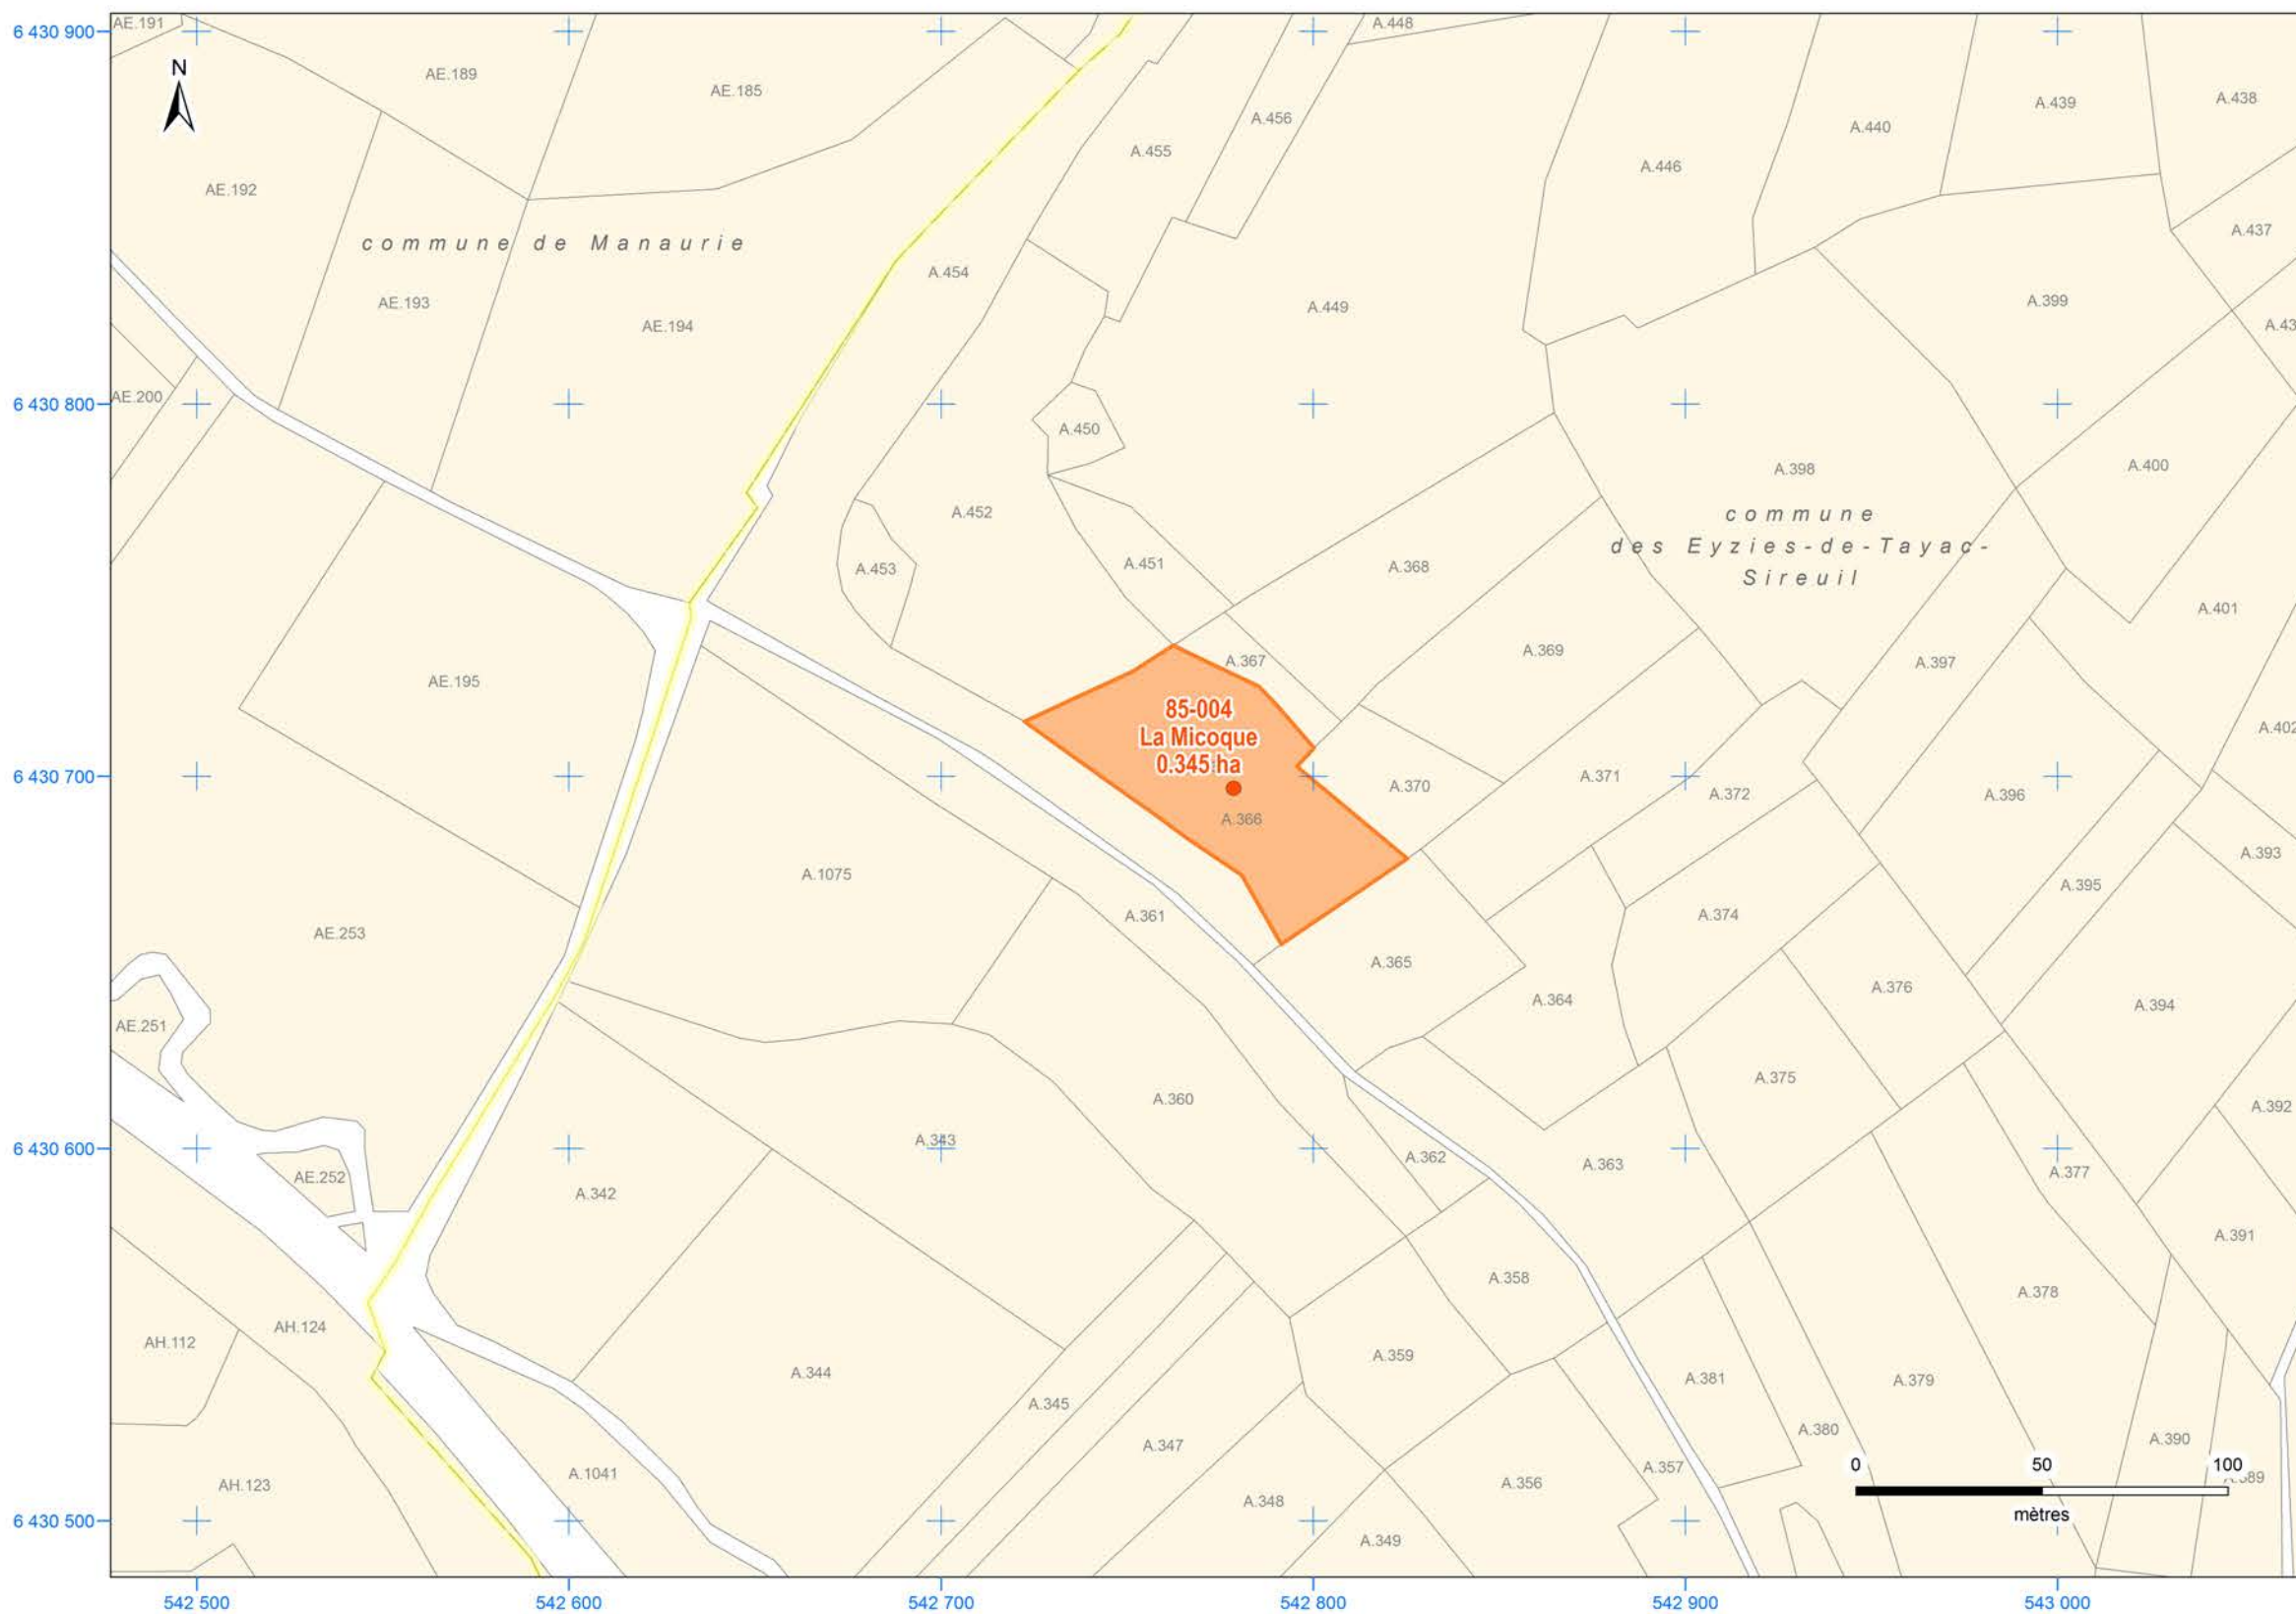 6 430 900
AE.191
A.448
N
AE.189
AE.185
A.438
A.439
A.456
A.440
A.455
A.446
AE.192
A.437
commune de Manaurie
A.454
A.399
AE.193
A.449
AE.194
A.43
6 430 800
AE.200
A.450
A.400
A.398
A.452
commune
des Eyzies-de-Tayac-
Sireuil
A.451
A.368
A.453
A.401
A.369
A.367
A.397
AE.195
85-004
La Micoque
0.345 ha
A.402
6 430 700
A.371
A.370
A.372
A.396
A.366
A.393
A.1075
A.395
A.361
A.374
AE.253
A.365
A.376
A.364
A.394
AE.251
A.375
A.360
A.392
6 430 600
A.343
A.362
A.363
A.377
AE.252
A.342
A.391
A.358
A.378
AH.124
AH.112
A.359
A.344
A.381
A.379
A.345
A.380
A.390
A.347
0
50
100
A.357
A.1041
AH.123
A.356
A.348
mètres
6 430 500
A.349
542 500
542 600
542 700
542 800
542 900
543 000